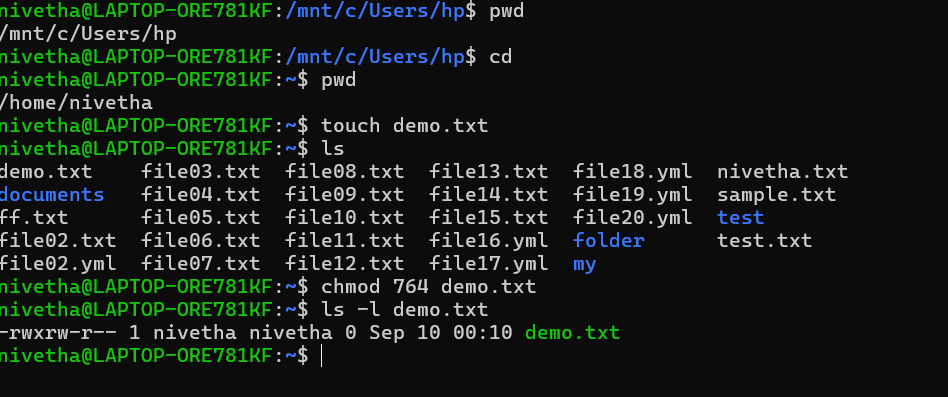 nivetha@LAPTOP-ORE781KF:/mnt/c/Users/hp$ pwd
/mnt/c/Users/hp
nivetha@LAPTOP-ORE781KF:/mnt/c/Users/hp$ cd
nivetha@LAPTOP-ORE781KF:~$ pwd
/home/nivetha
nivetha@LAPTOP-ORE781KF:~$ touch demo.txt
nivetha@LAPTOP-ORE781KF:~$ ls
demo.txt    file03.txt  file08.txt  file13.txt  file18.yml  nivetha.txt
documents   file04.txt  file09.txt  file14.txt  file19.yml  sample.txt
ff.txt      file05.txt  file10.txt  file15.txt  file20.yml  test
file02.txt  file06.txt  file11.txt  file16.yml  folder      test.txt
file02.yml  file07.txt  file12.txt  file17.yml  my
nivetha@LAPTOP-ORE781KF:~$ chmod 764 demo.txt
nivetha@LAPTOP-ORE781KF:~$ ls -l demo.txt
-rwxrw-r-- 1 nivetha nivetha 0 Sep 10 00:10 demo.txt
nivetha@LAPTOP-ORE781KF:~$